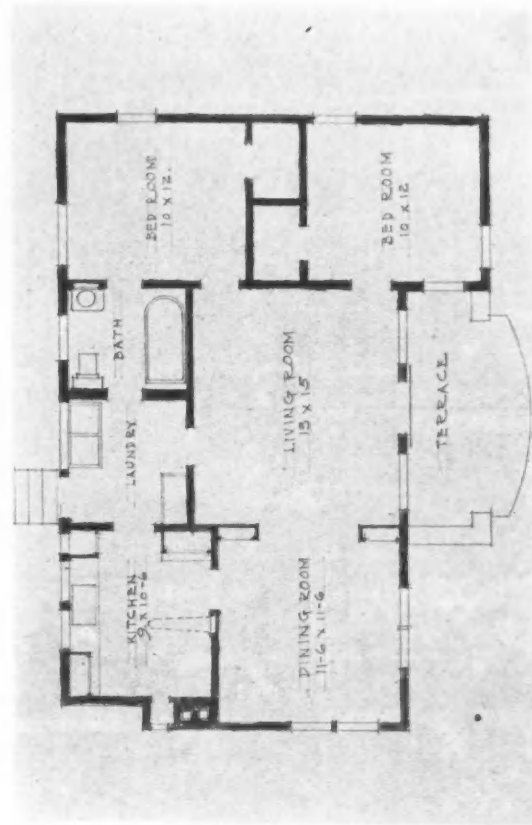 BED ROOM
10 X 12.
BED ROOM
10 X 12
BATH
LAUNDRY
LIVING ROOM
15 X 15
TERRACE
KITCHEN
9 X 10-6
DINING ROOM
11-6 X 11-6